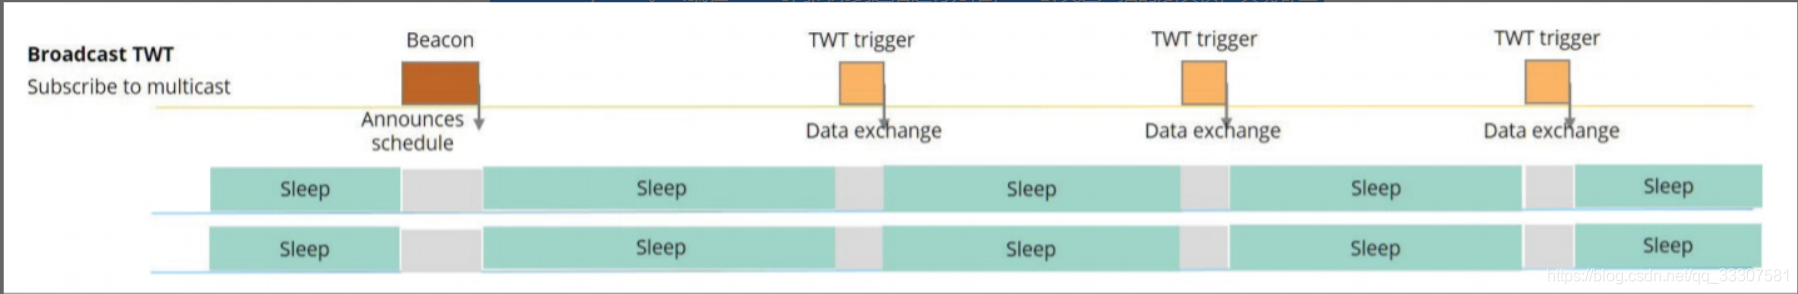 Broadcast TWT
Subscribe to multicast
Beacon
TWT trigger
TWT trigger
TWT trigger
Announces
schedule
Data exchange
Data exchange
Data exchange
Sleep
Sleep
Sleep
Sleep
Sleep
Sleep
Sleep
Sleep
Sleep
Sleep
https://blog.csdn.net/qq_33307581